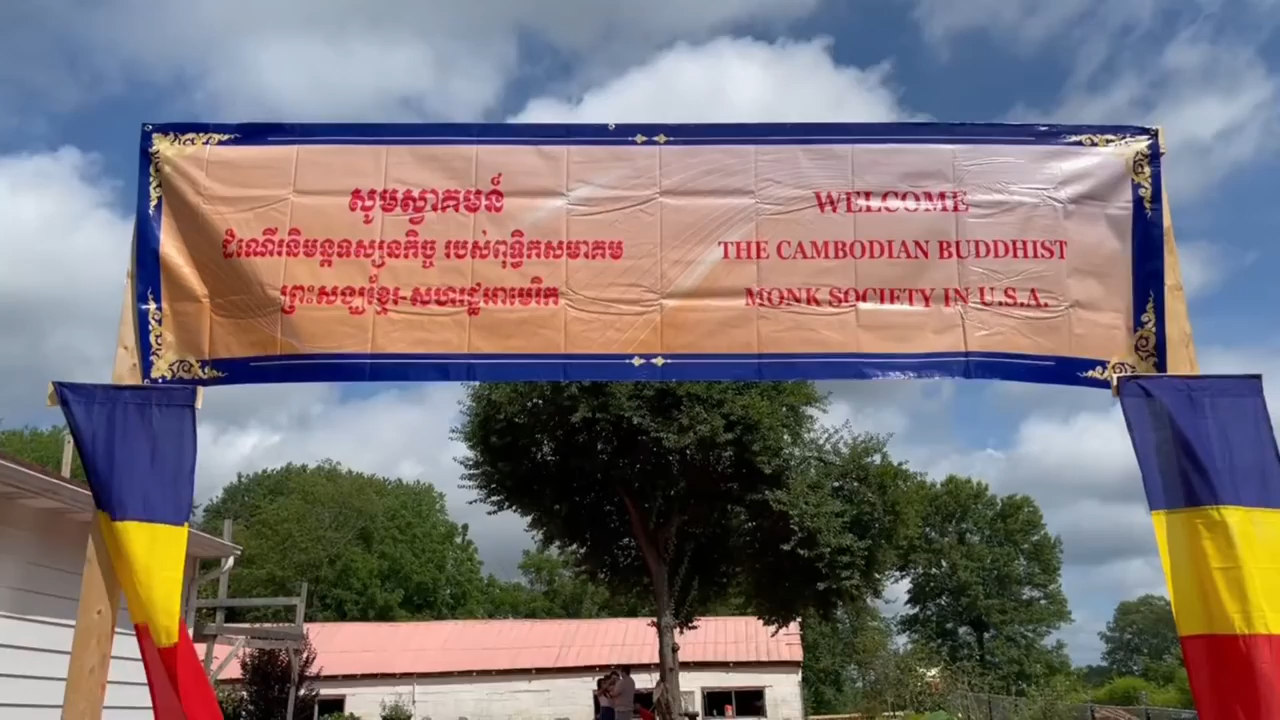 សូមស្វាគមន៍
ដំណើរនិមន្តទស្សនកិច្ច របស់ពុទ្ធិកសមាគម
ព្រះសង្ឃខ្មែរ-សហរដ្ឋអាមេរិក
WELCOME
THE CAMBODIAN BUDDHIST
MONK SOCIETY IN U.S.A.